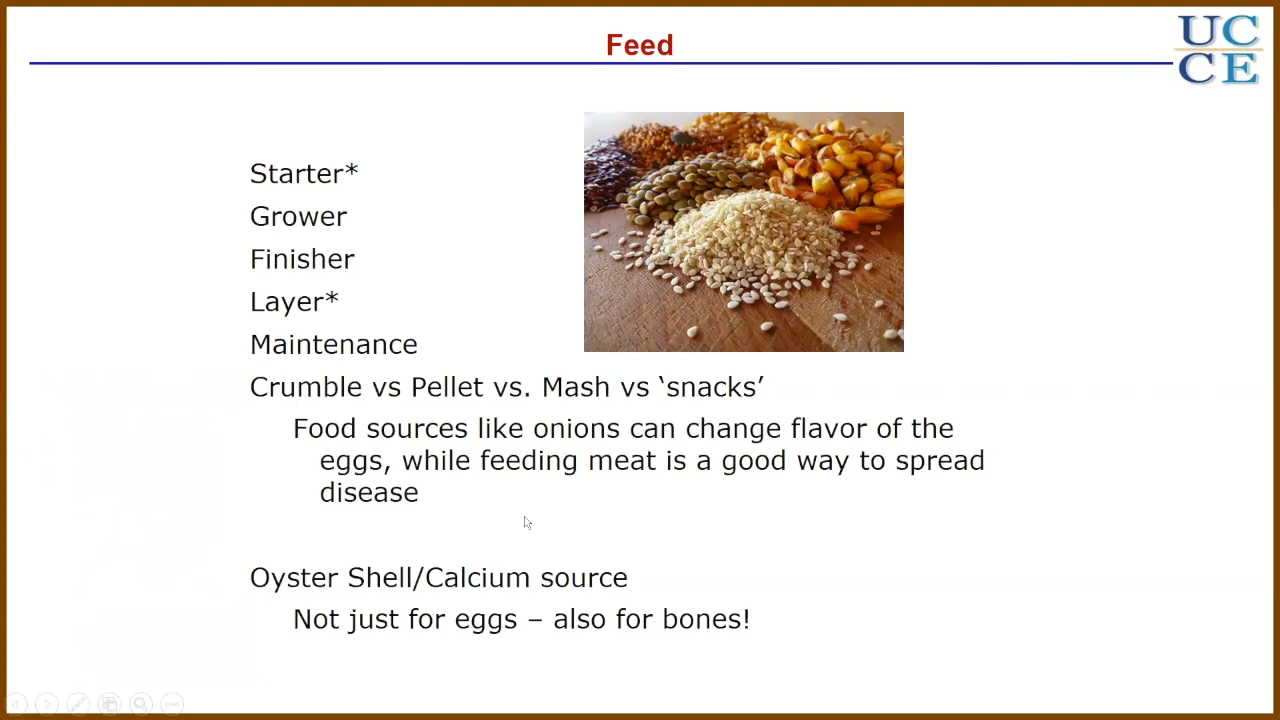 Feed
UC
CE
Starter*
Grower
Finisher
Layer*
Maintenance
Crumble vs Pellet vs. Mash vs ‘snacks’
Food sources like onions can change flavor of the
eggs, while feeding meat is a good way to spread
disease
Oyster Shell/Calcium source
Not just for eggs – also for bones!